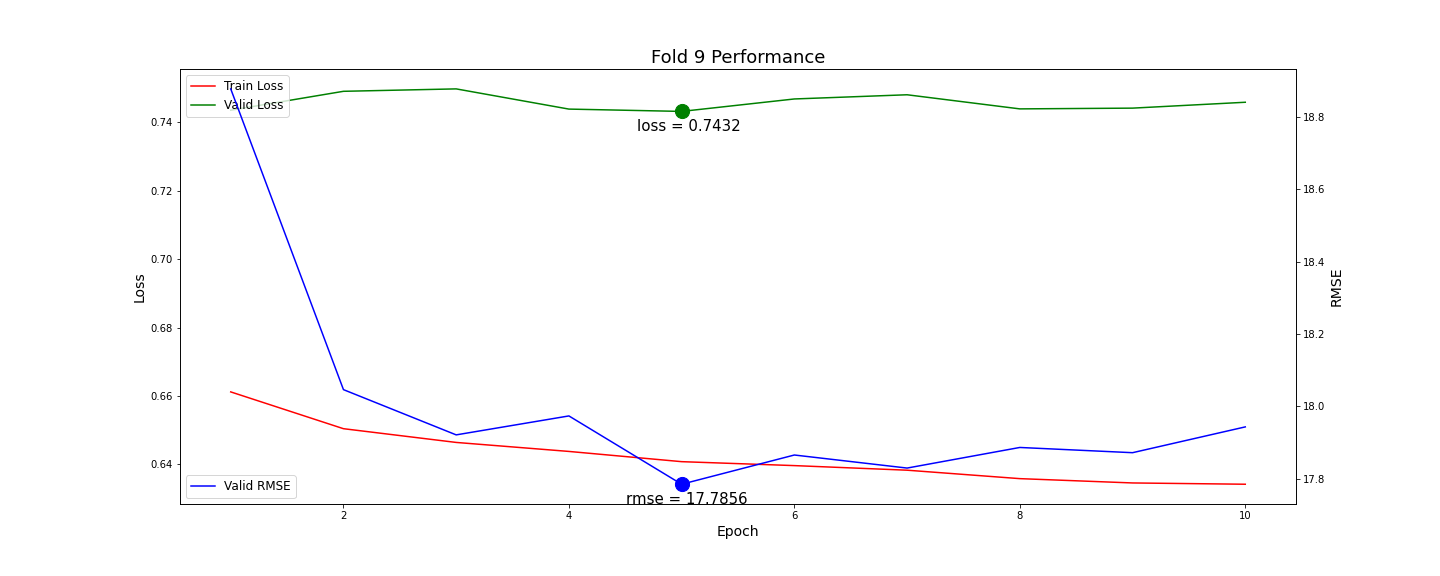 Fold 9 Performance
Train Loss
Valid Loss
loss = 0.7432
0.74
0.72
0.70
0.68
0.66
0.64
Loss
18.8
18.6
18.4
18.2
18.0
17.8
RMSE
Valid RMSE
rmse = 17.7856
2 4 6 8 10
Epoch